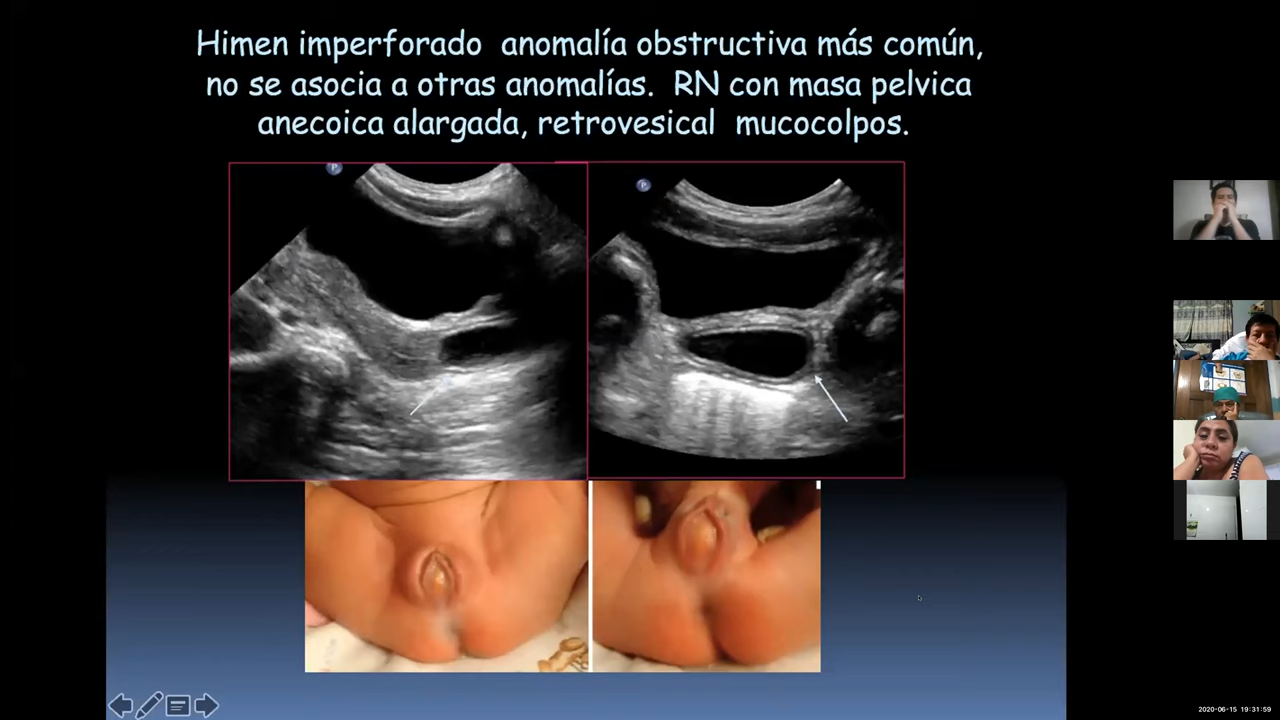 Himen imperforado anomalía obstructiva más común,
no se asocia a otras anomalías. RN con masa pelvica
anecoica alargada, retrovesical mucocolpos.
P
P
2020-06-15 19:31:59